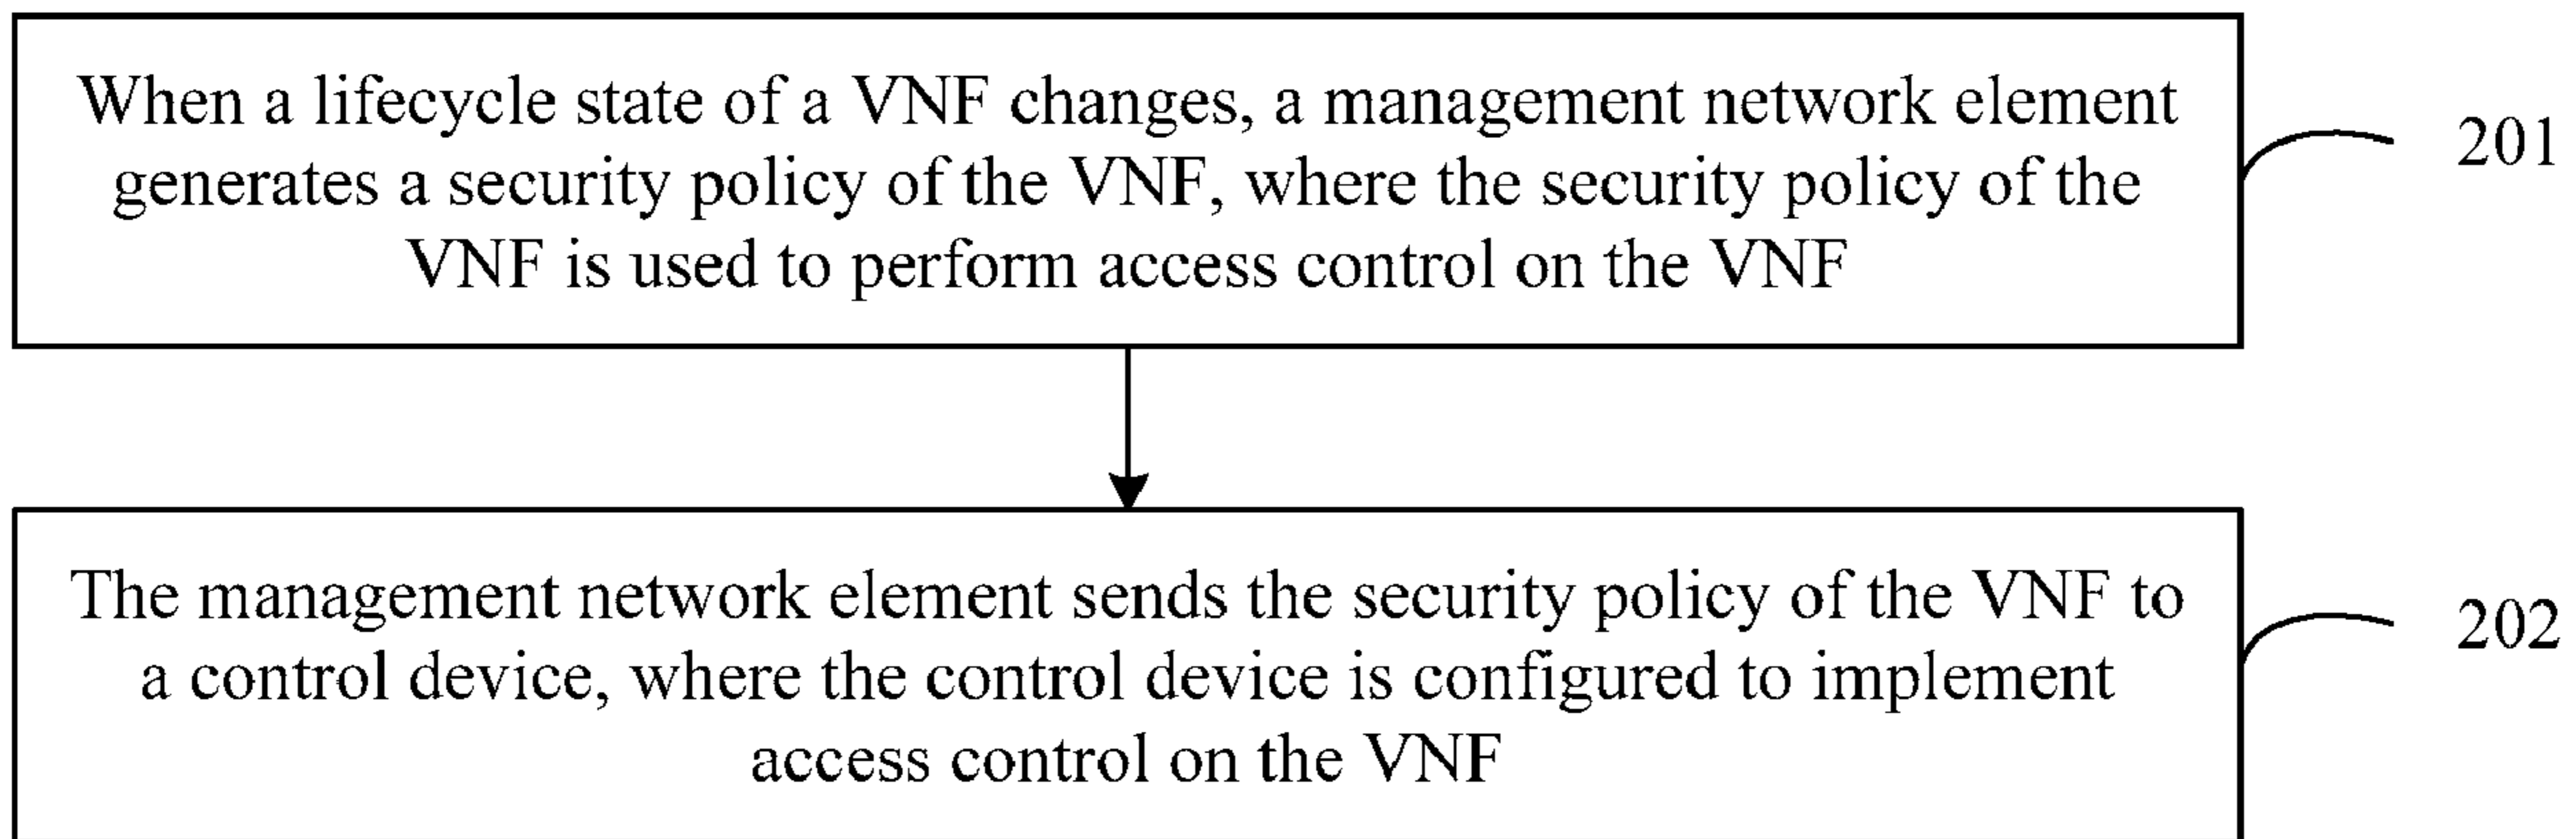 When a lifecycle state of a VNF changes, a management network element
generates a security policy of the VNF, where the security policy of the
VNF is used to perform access control on the VNF
201
The management network element sends the security policy of the VNF to
a control device, where the control device is configured to implement
access control on the VNF
202